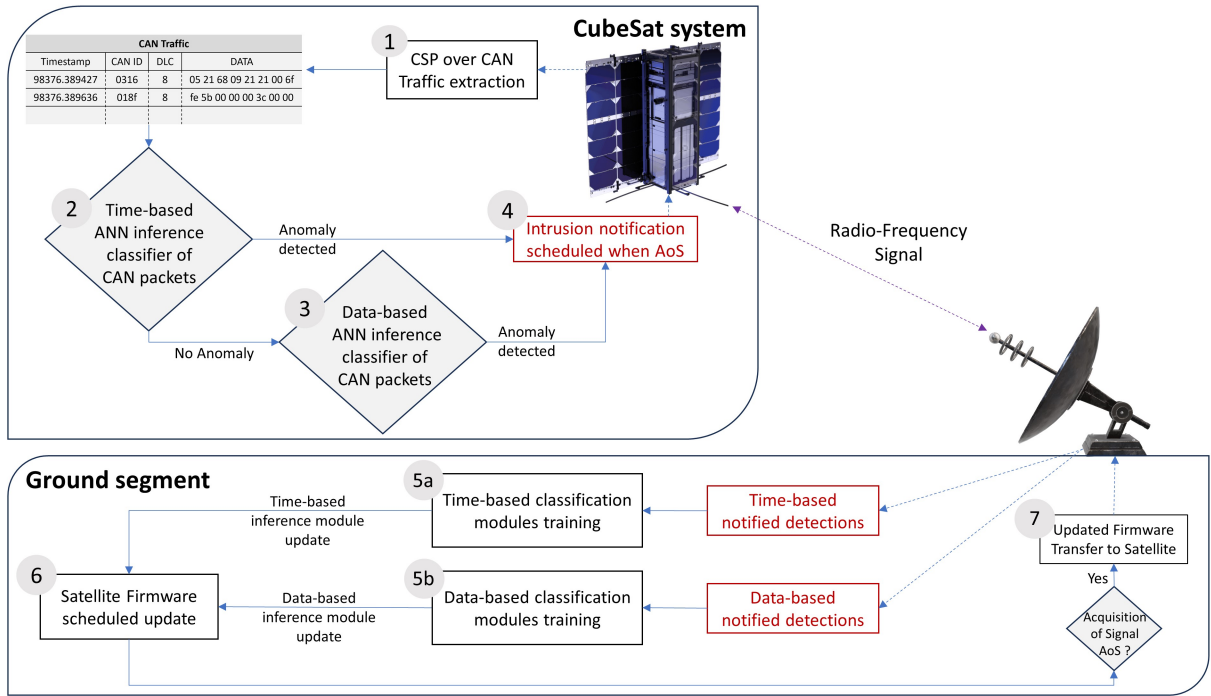 CubeSat system
1
CSP over CAN
Traffic extraction
CAN Traffic
Timestamp CAN ID DLC DATA
98376.389427 0316 8 05 21 68 09 21 21 00 6f
98376.389636 018f 8 fe 5b 00 00 00 3c 00 00
2
Time-based
ANN inference
classifier of
CAN packets
Anomaly
detected
No Anomaly
3
Data-based
ANN inference
classifier of
CAN packets
Anomaly
detected
4
Intrusion notification
scheduled when AoS
Radio-Frequency
Signal
Ground segment
5a
Time-based classification
modules training
Time-based
notified detections
Time-based
inference module
update
5b
Data-based classification
modules training
Data-based
notified detections
Data-based
inference module
update
6
Satellite Firmware
scheduled update
7
Updated Firmware
Transfer to Satellite
Yes
Acquisition
of Signal
AoS ?